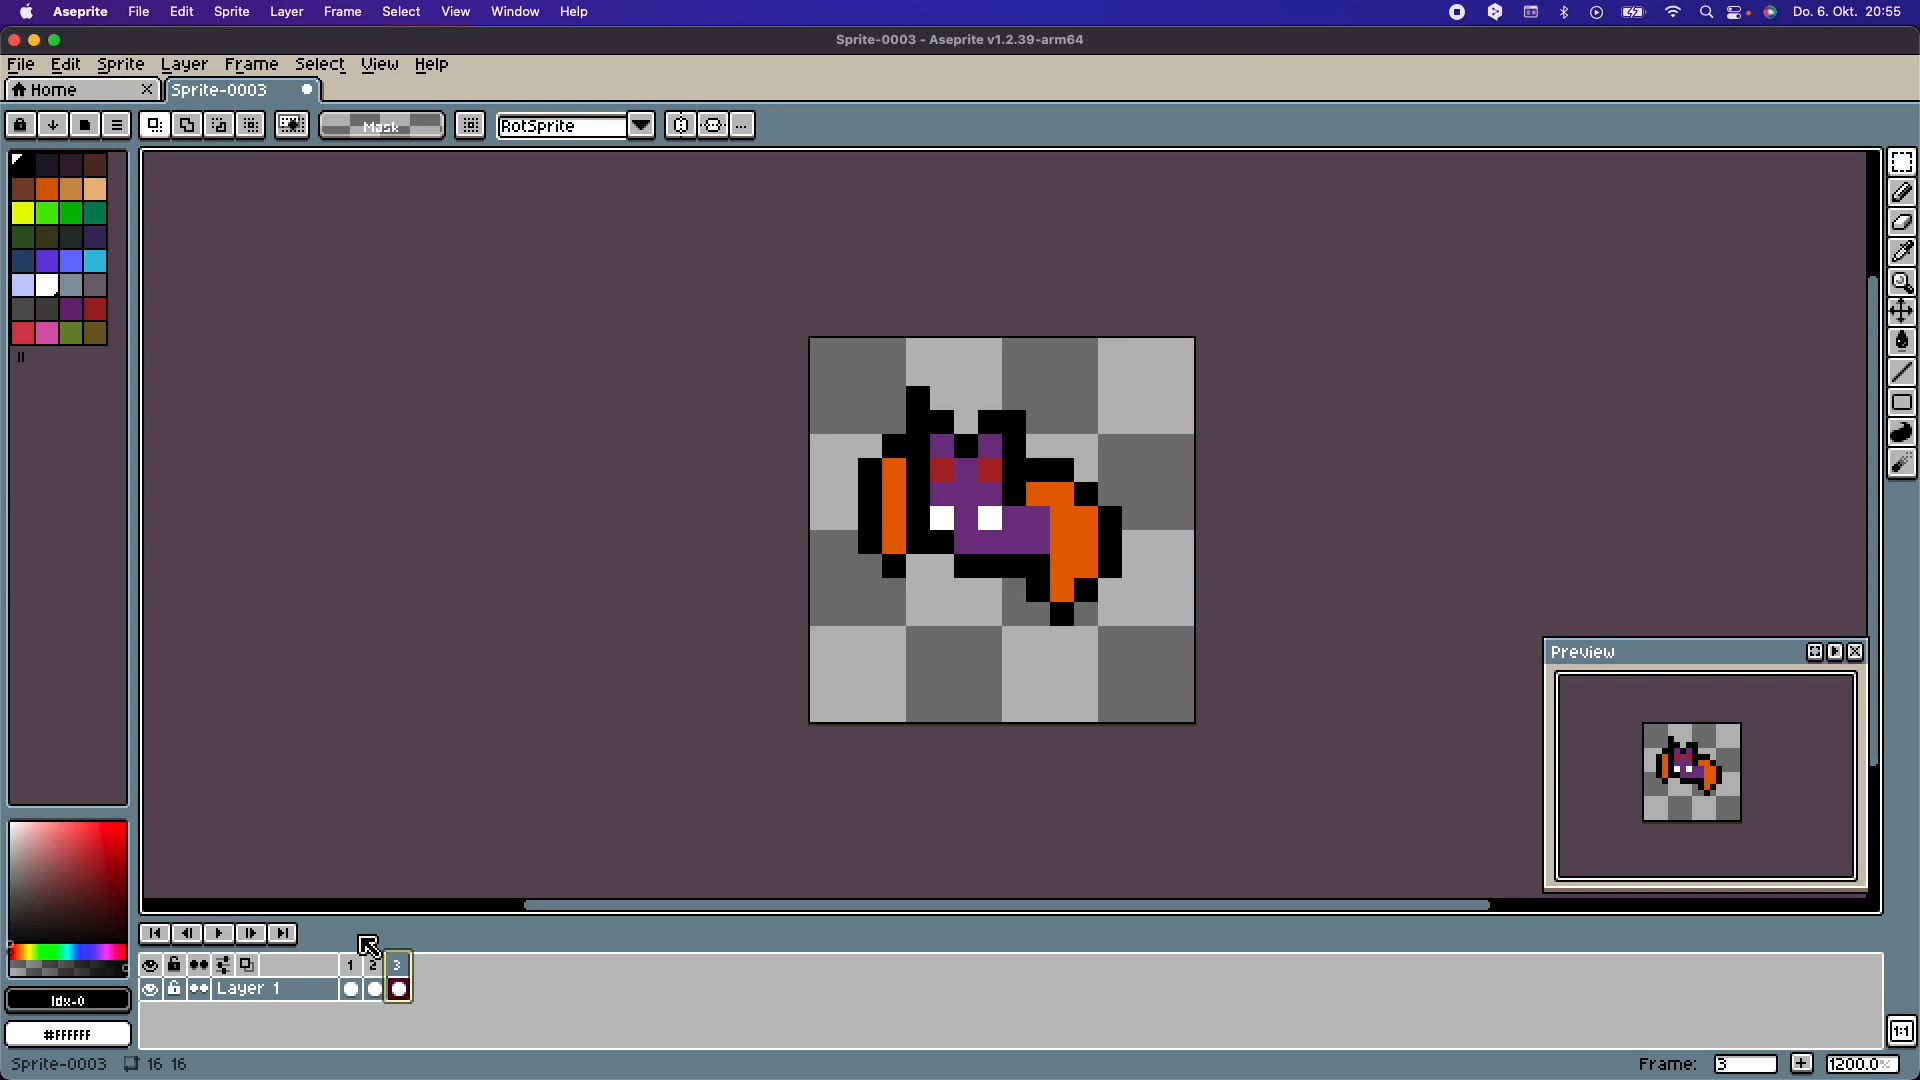 Aseprite File Edit Sprite Layer Frame Select View Window Help Do. 6. Okt. 20:55
Sprite-0003 - Aseprite v1.2.39-arm64
File Edit Sprite Layer Frame Select View Help
Home Sprite-0003
Mask RotSprite ...
Preview
1 2 3
Layer 1
Idx-0
#FFFFFF
1:1
Sprite-0003 16 16 Frame: 3 + 1200.0%